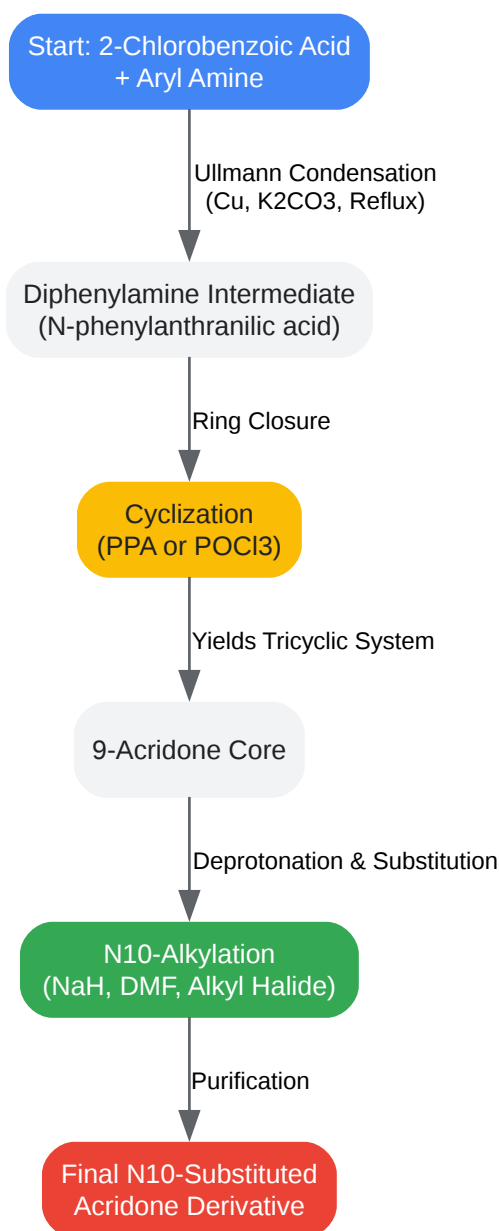 Start: 2-Chlorobenzoic Acid
+ Aryl Amine
Ullmann Condensation
(Cu, K2CO3, Reflux)
Diphenylamine Intermediate
(N-phenylanthranilic acid)
Ring Closure
Cyclization
(PPA or POCl3)
Yields Tricyclic System
9-Acridone Core
Deprotonation & Substitution
N10-Alkylation
(NaH, DMF, Alkyl Halide)
Purification
Final N10-Substituted
Acridone Derivative